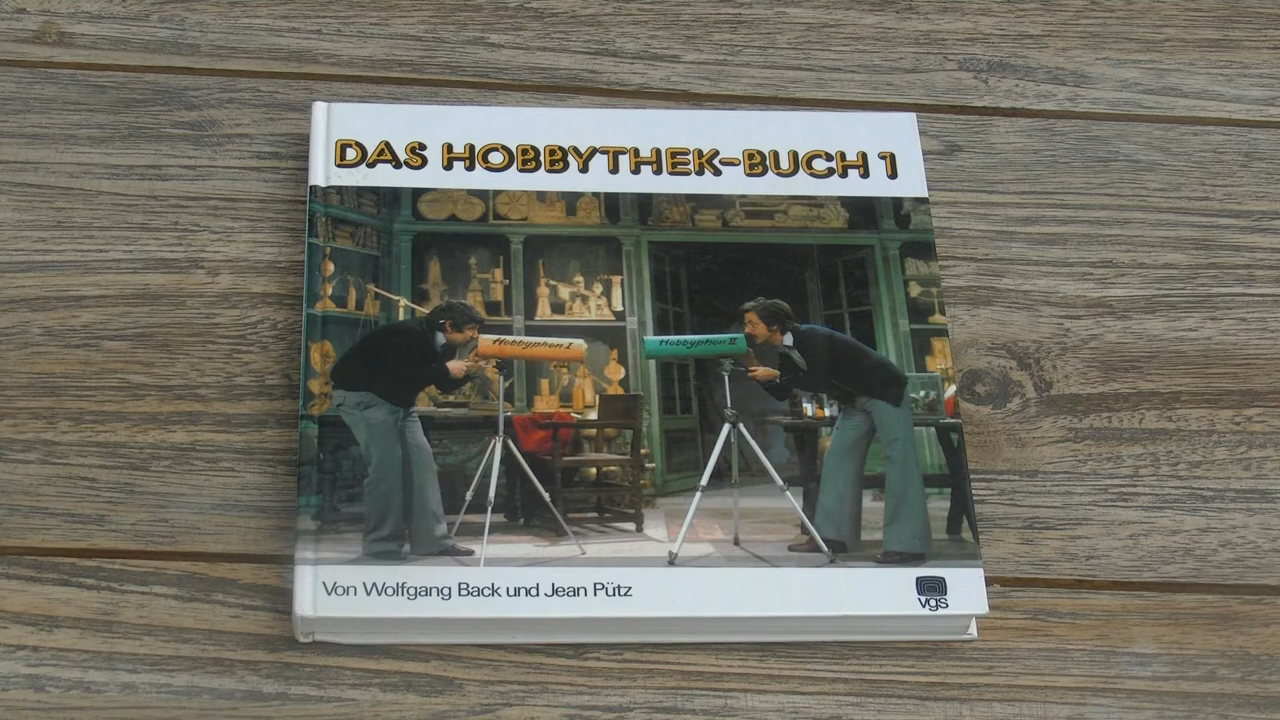 DAS HOBBYTHEK-BUCH 1
Hobbyphon I
Hobbyphon II
Von Wolfgang Back und Jean Pütz
vgs